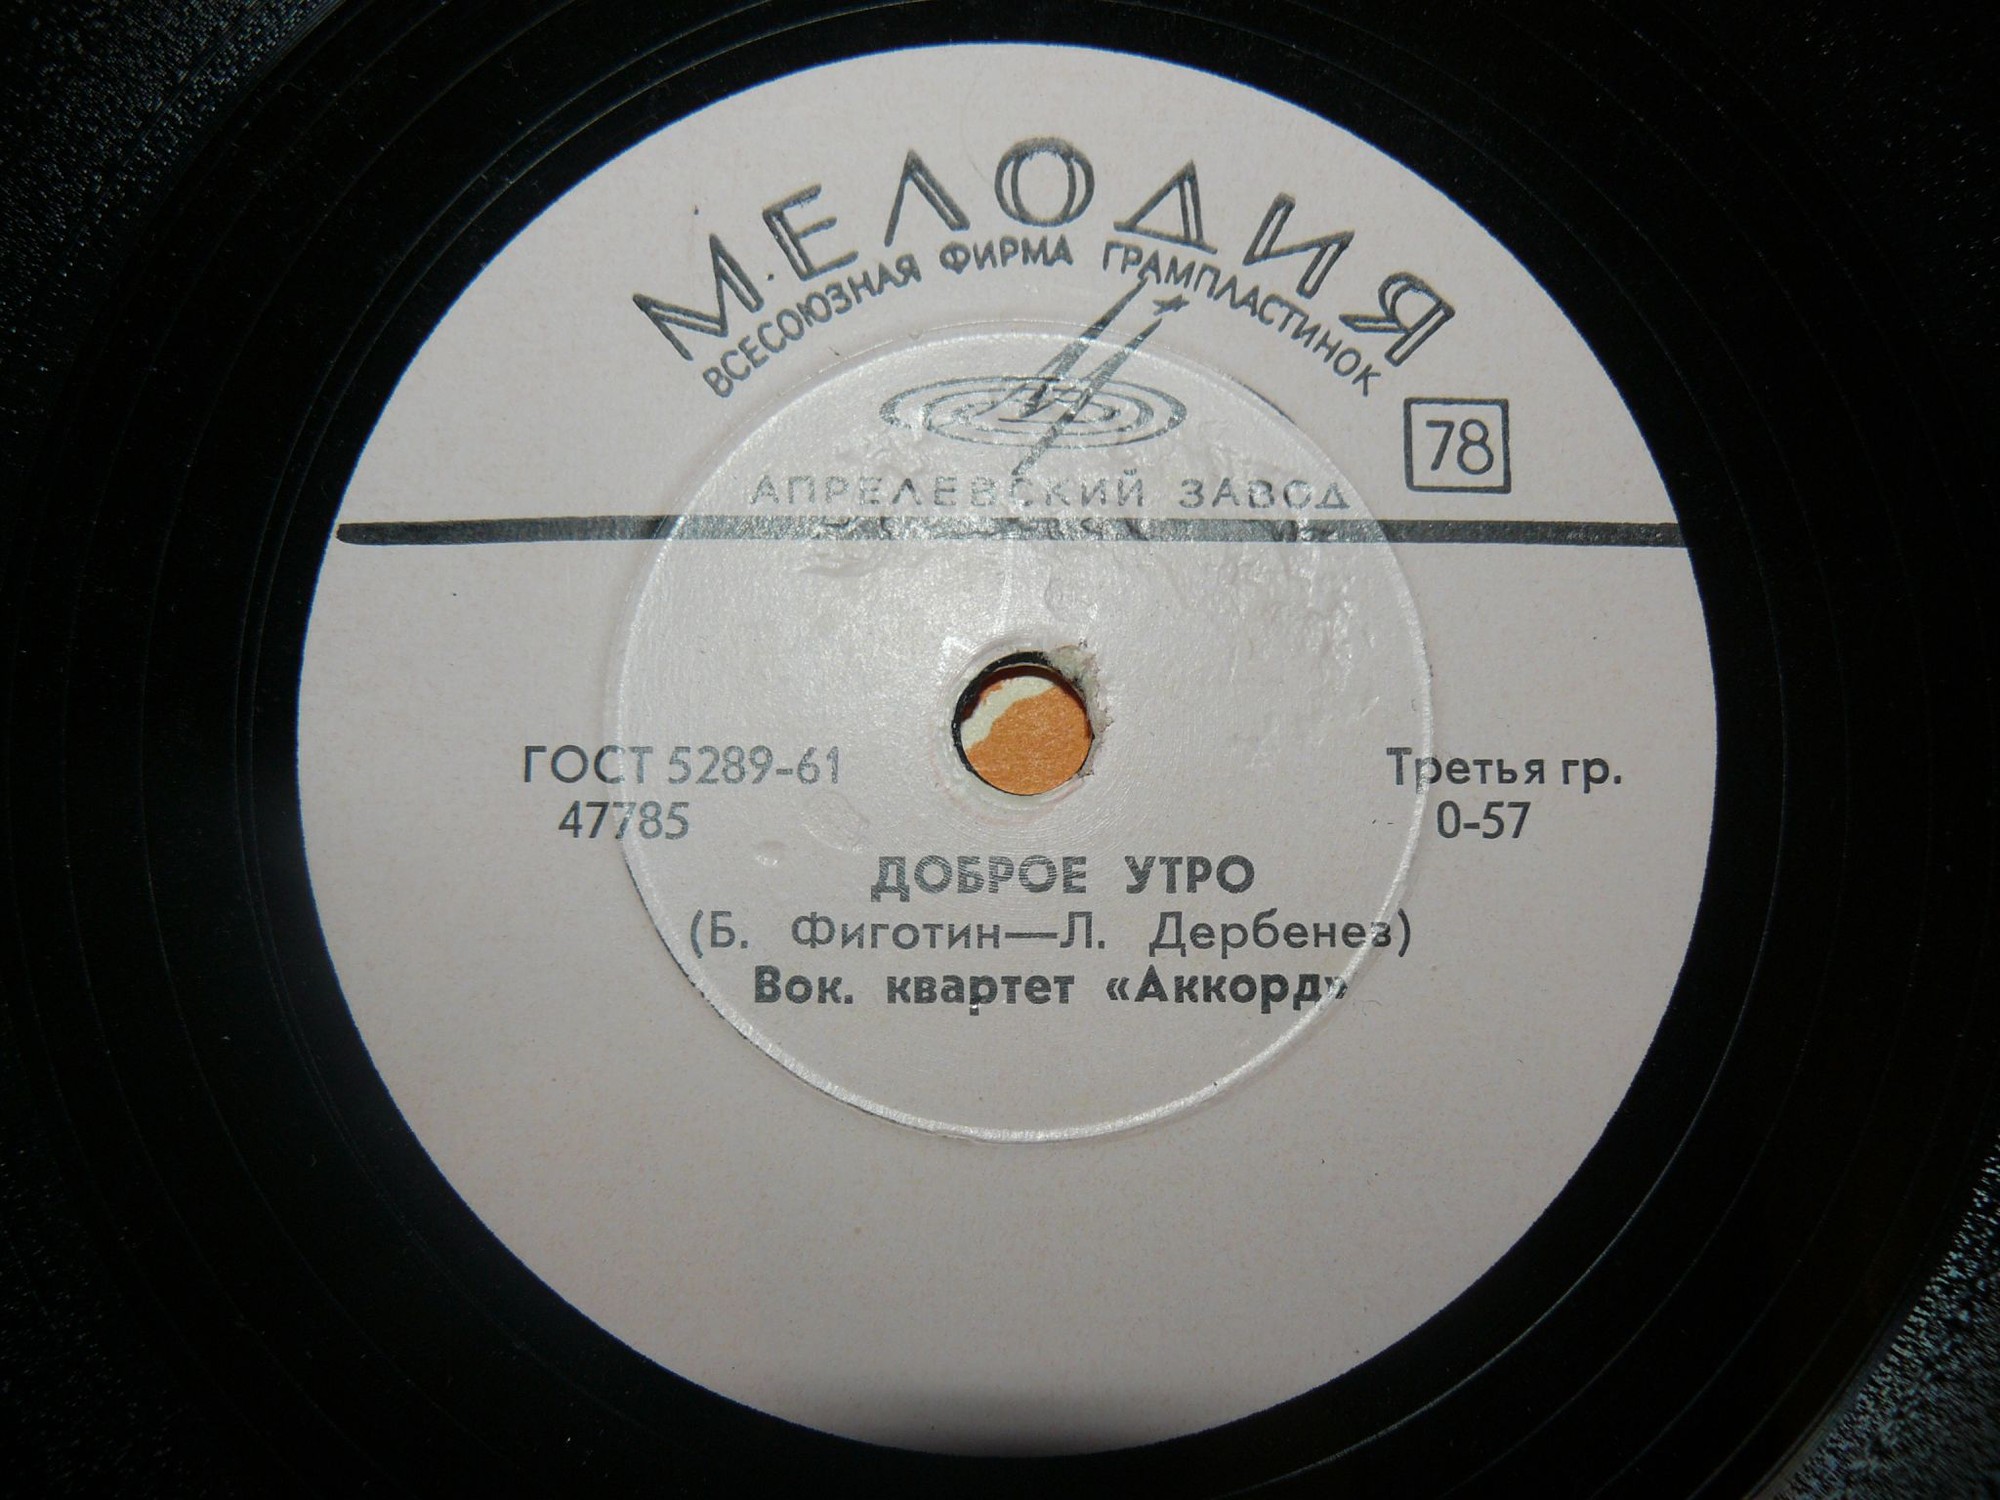 МЕЛОДИЯ
ВСЕСОЮЗНАЯ ФИРМА ГРАМПЛАСТИНОК
78
АПРЕЛЕВСКИЙ ЗАВОД
ГОСТ 5289-61 Третья гр.
47785 0-57
ДОБРОЕ УТРО
(Б. Фиготин—Л. Дербенев)
Вок. квартет «Аккорд»